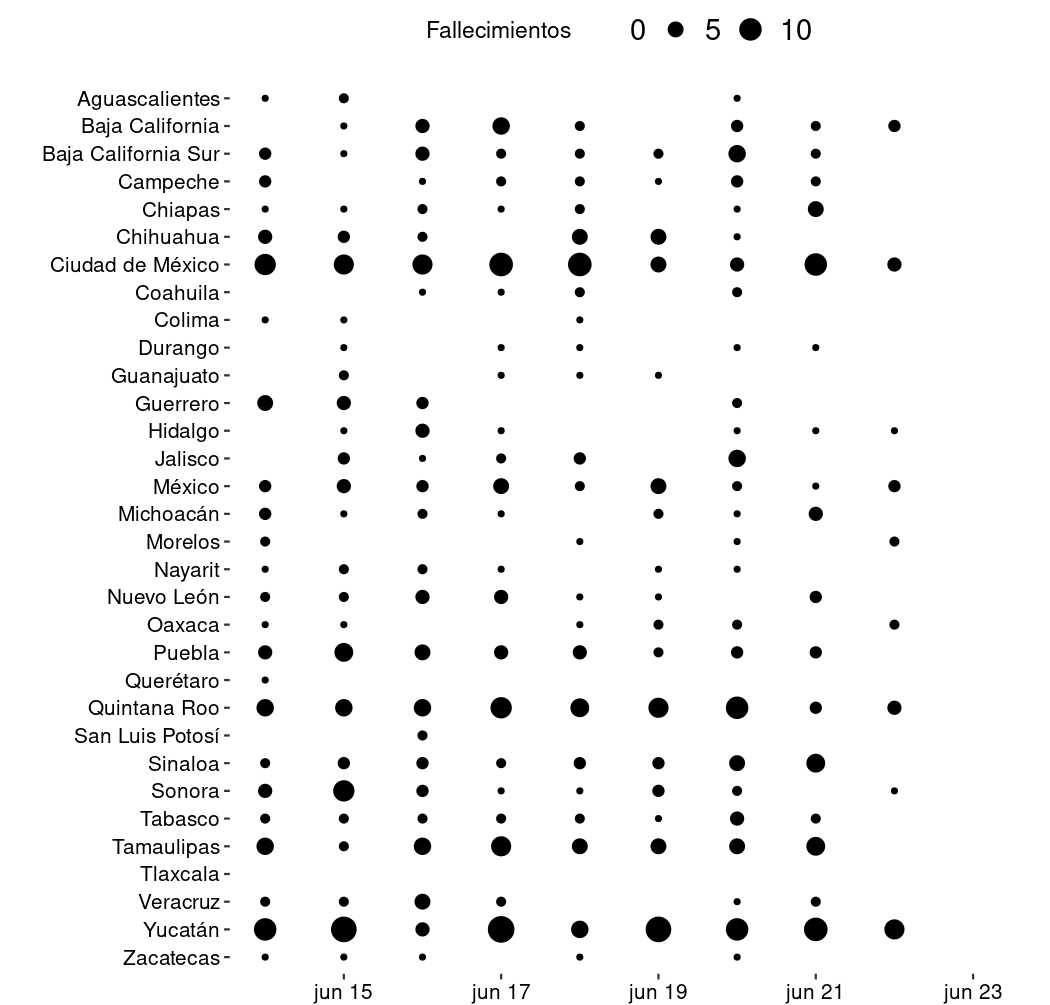 Fallecimientos 0 5 10
Aguascalientes
Baja California
Baja California Sur
Campeche
Chiapas
Chihuahua
Ciudad de México
Coahuila
Colima
Durango
Guanajuato
Guerrero
Hidalgo
Jalisco
México
Michoacán
Morelos
Nayarit
Nuevo León
Oaxaca
Puebla
Querétaro
Quintana Roo
San Luis Potosí
Sinaloa
Sonora
Tabasco
Tamaulipas
Tlaxcala
Veracruz
Yucatán
Zacatecas
jun 15 jun 17 jun 19 jun 21 jun 23